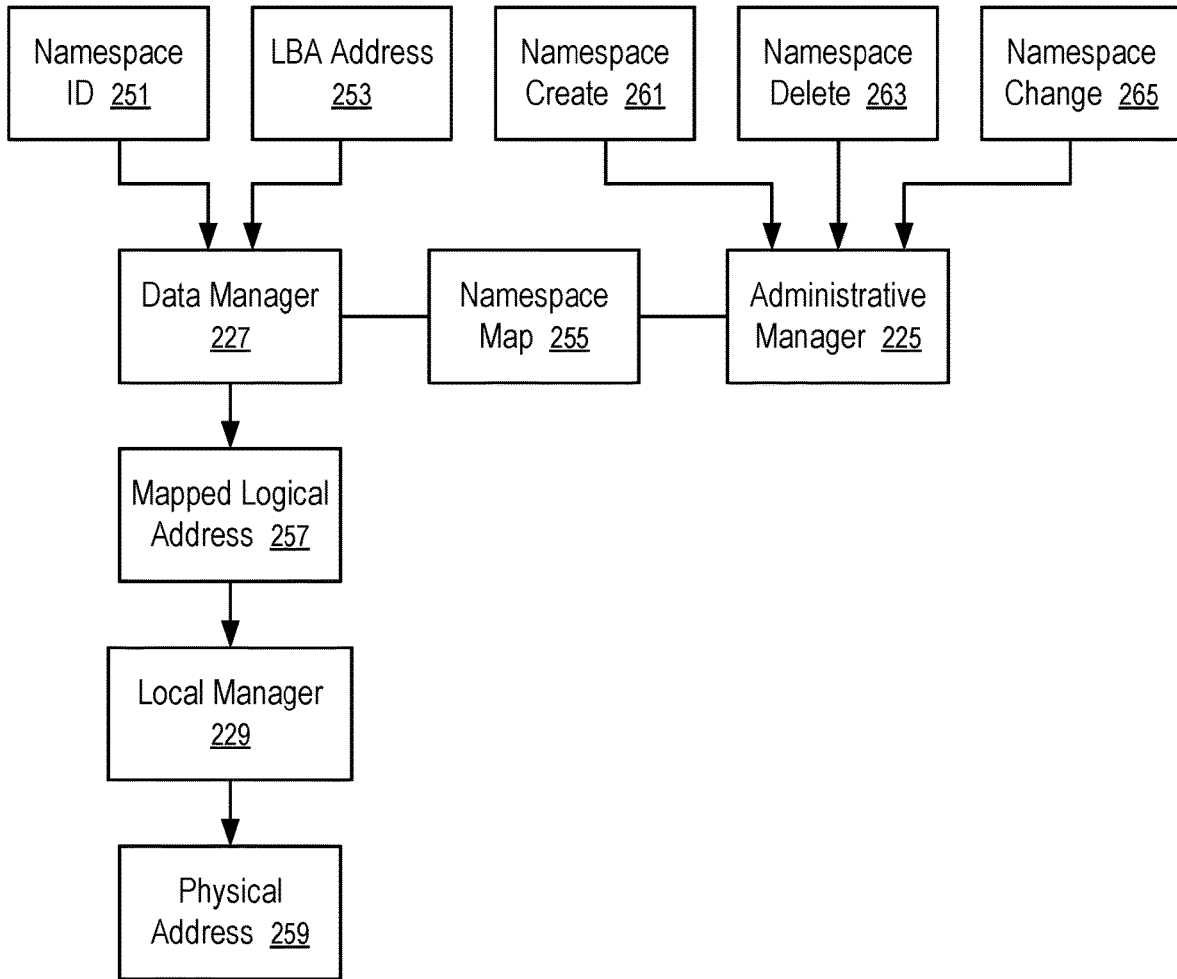 Namespace
ID 251
LBA Address
253
Namespace
Create 261
Namespace
Delete 263
Namespace
Change 265
Data Manager
227
Namespace
Map 255
Administrative
Manager 225
Mapped Logical
Address 257
Local Manager
229
Physical
Address 259